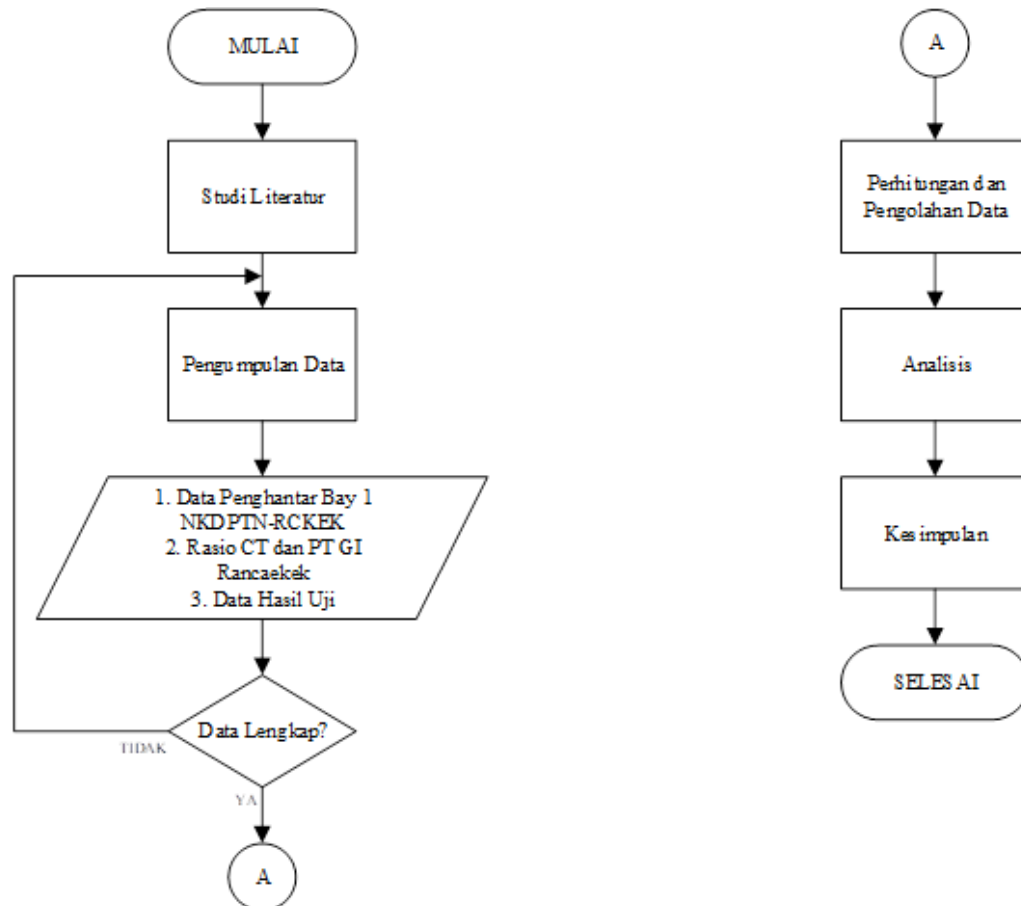 MULAI
Studi Literatur
Pengumpulan Data
1. Data Penghantar Bay 1
NKDPTN-RCKEK
2. Rasio CT dan PT GI
Rancaekek
3. Data Hasil Uji
Data Lengkap?
TIDAK
YA
A
A
Perhitungan dan
Pengolahan Data
Analisis
Kesimpulan
SELESAI